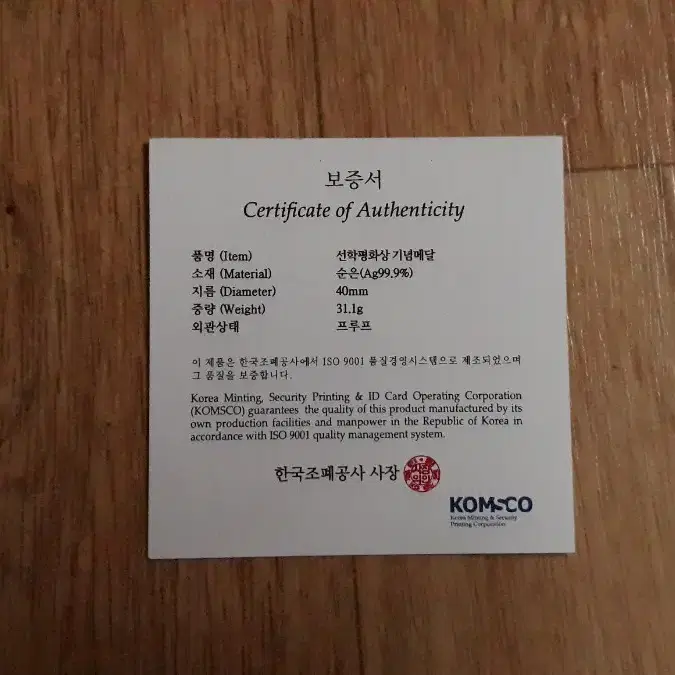 보증서
Certificate of Authenticity
품명 (Item) 선학평화상 기념메달
소재 (Material) 순은(Ag99.9%)
지름 (Diameter) 40mm
중량 (Weight) 31.1g
외관상태 프루프
이 제품은 한국조폐공사에서 ISO 9001 품질경영시스템으로 제조되었으며
그 품질을 보증합니다.
Korea Minting, Security Printing & ID Card Operating Corporation
(KOMSCO) guarantees the quality of this product manufactured by its
own production facilities and manpower in the Republic of Korea in
accordance with ISO 9001 quality management system.
한국조폐공사 사장
KOMSCO
Korea Minting & Security
Printing Corporation